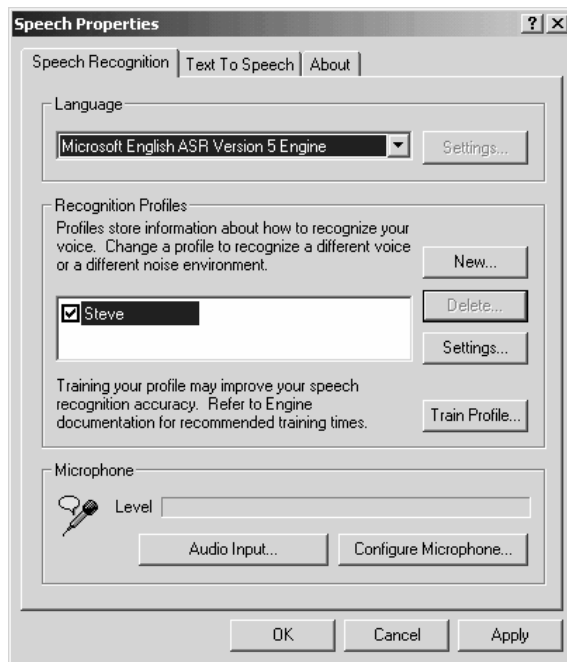 Speech Properties
Speech Recognition Text To Speech About
Language
Microsoft English ASR Version 5 Engine Settings...
Recognition Profiles
Profiles store information about how to recognize your
voice. Change a profile to recognize a different voice
or a different noise environment.
New...
Steve
Delete...
Settings...
Training your profile may improve your speech
recognition accuracy. Refer to Engine
documentation for recommended training times.
Train Profile...
Microphone
Level
Audio Input... Configure Microphone...
OK Cancel Apply